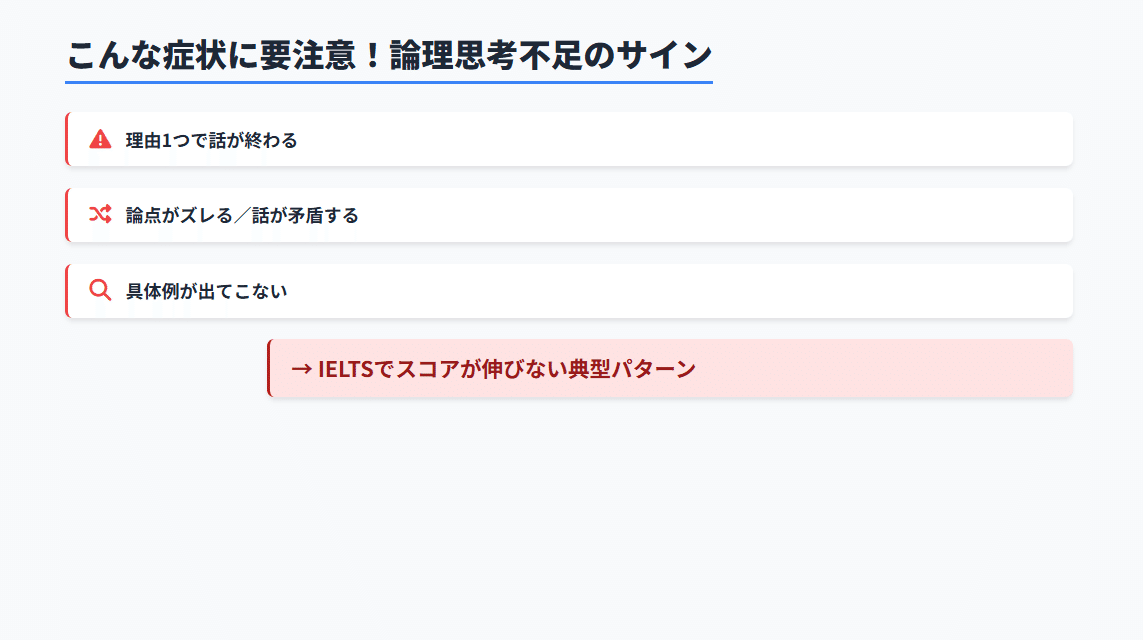 こんな症状に要注意！論理思考不足のサイン
理由1つで話が終わる
論点がズレる／話が矛盾する
具体例が出てこない
→ IELTSでスコアが伸びない典型パターン